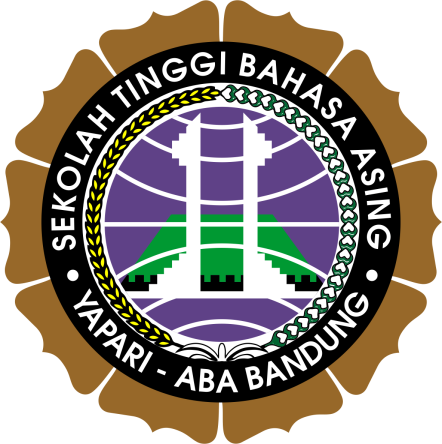 SEKOLAH TINGGI BAHASA ASING
YAPARI - ABA BANDUNG